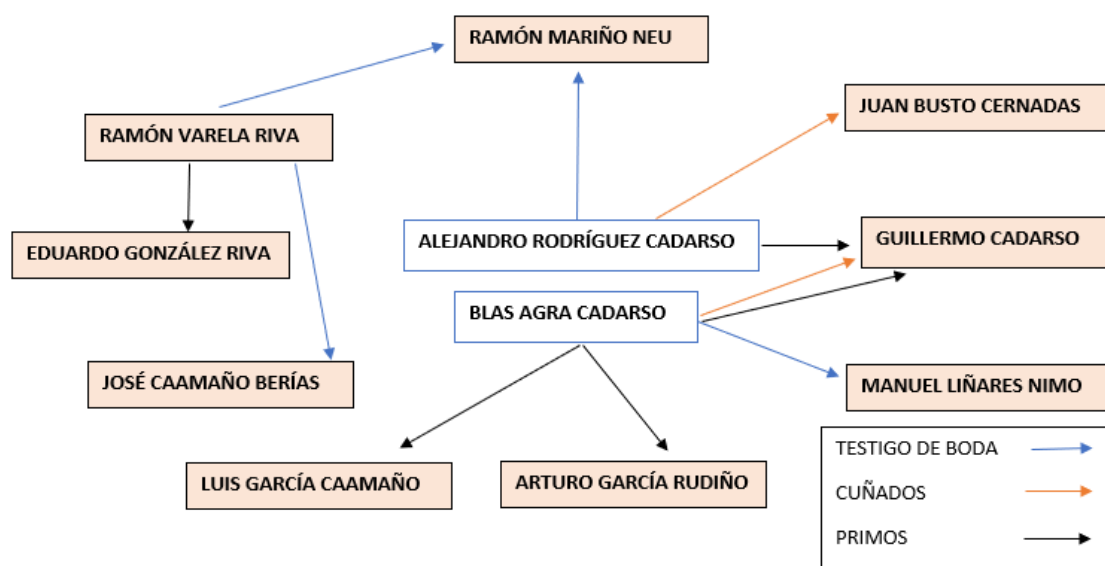 RAMÓN MARIÑO NEU
JUAN BUSTO CERNADAS
RAMÓN VARELA RIVA
ALEJANDRO RODRÍGUEZ CADARSO
GUILLERMO CADARSO
EDUARDO GONZÁLEZ RIVA
BLAS AGRA CADARSO
JOSÉ CAAMAÑO BERÍAS
MANUEL LIÑARES NIMO
LUIS GARCÍA CAAMAÑO
ARTURO GARCÍA RUDIÑO
TESTIGO DE BODA
CUÑADOS
PRIMOS